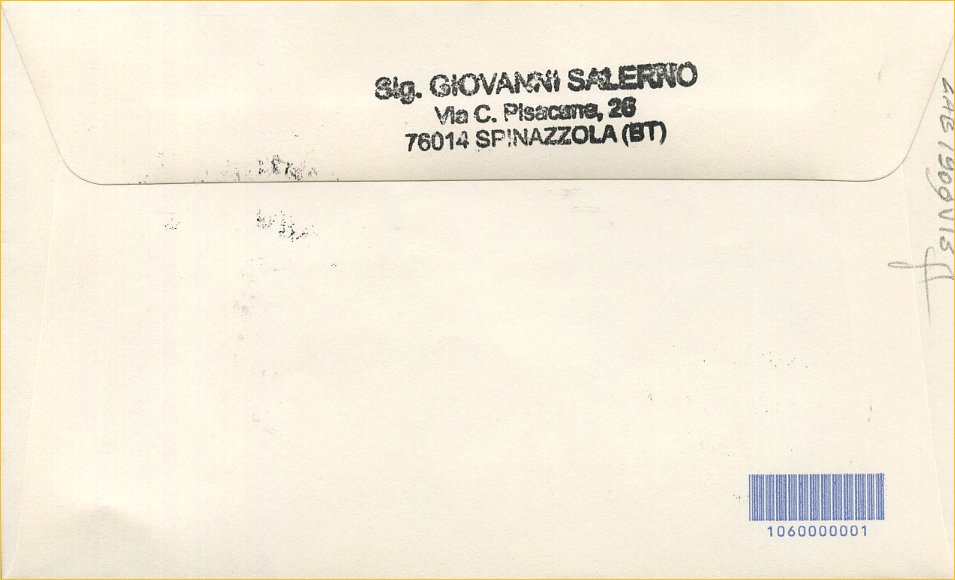 Sig. GIOVANNI SALERNO
Via C. Pisacane, 26
76014 SPINAZZOLA (BT)
1060000001